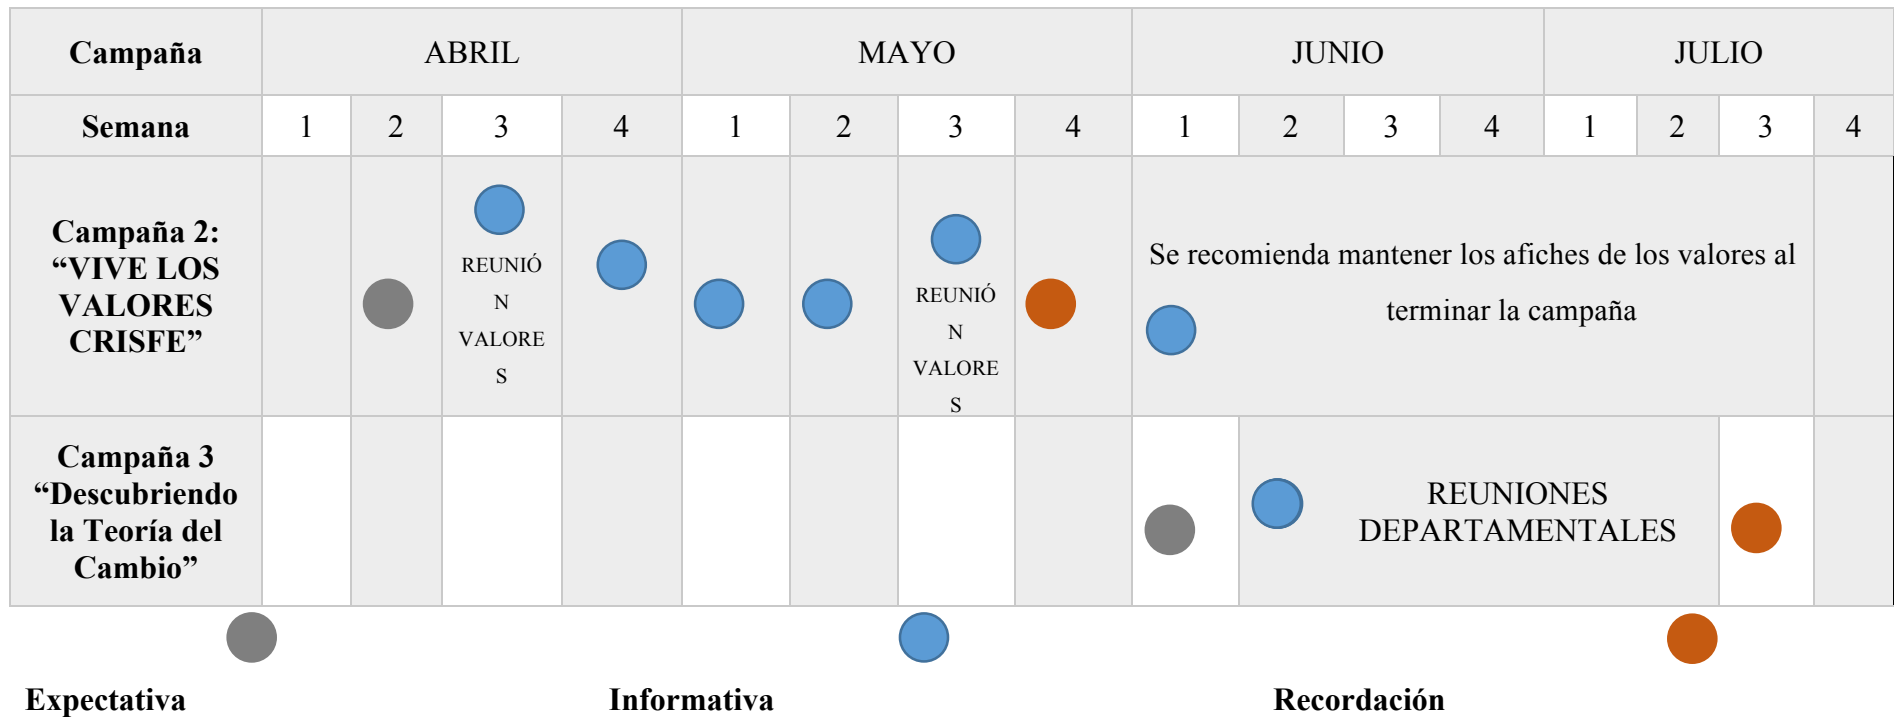 Campaña ABRIL MAYO JUNIO JULIO
Semana 1 2 3 4 1 2 3 4 1 2 3 4 1 2 3 4
Campaña 2:
“VIVE LOS
VALORES
CRISFE”
REUNIÓ
N
VALORE
S
REUNIÓ
N
VALORE
S
Se recomienda mantener los afiches de los valores al
terminar la campaña
Campaña 3
“Descubriendo
la Teoría del
Cambio”
REUNIONES
DEPARTAMENTALES
Expectativa Informativa Recordación